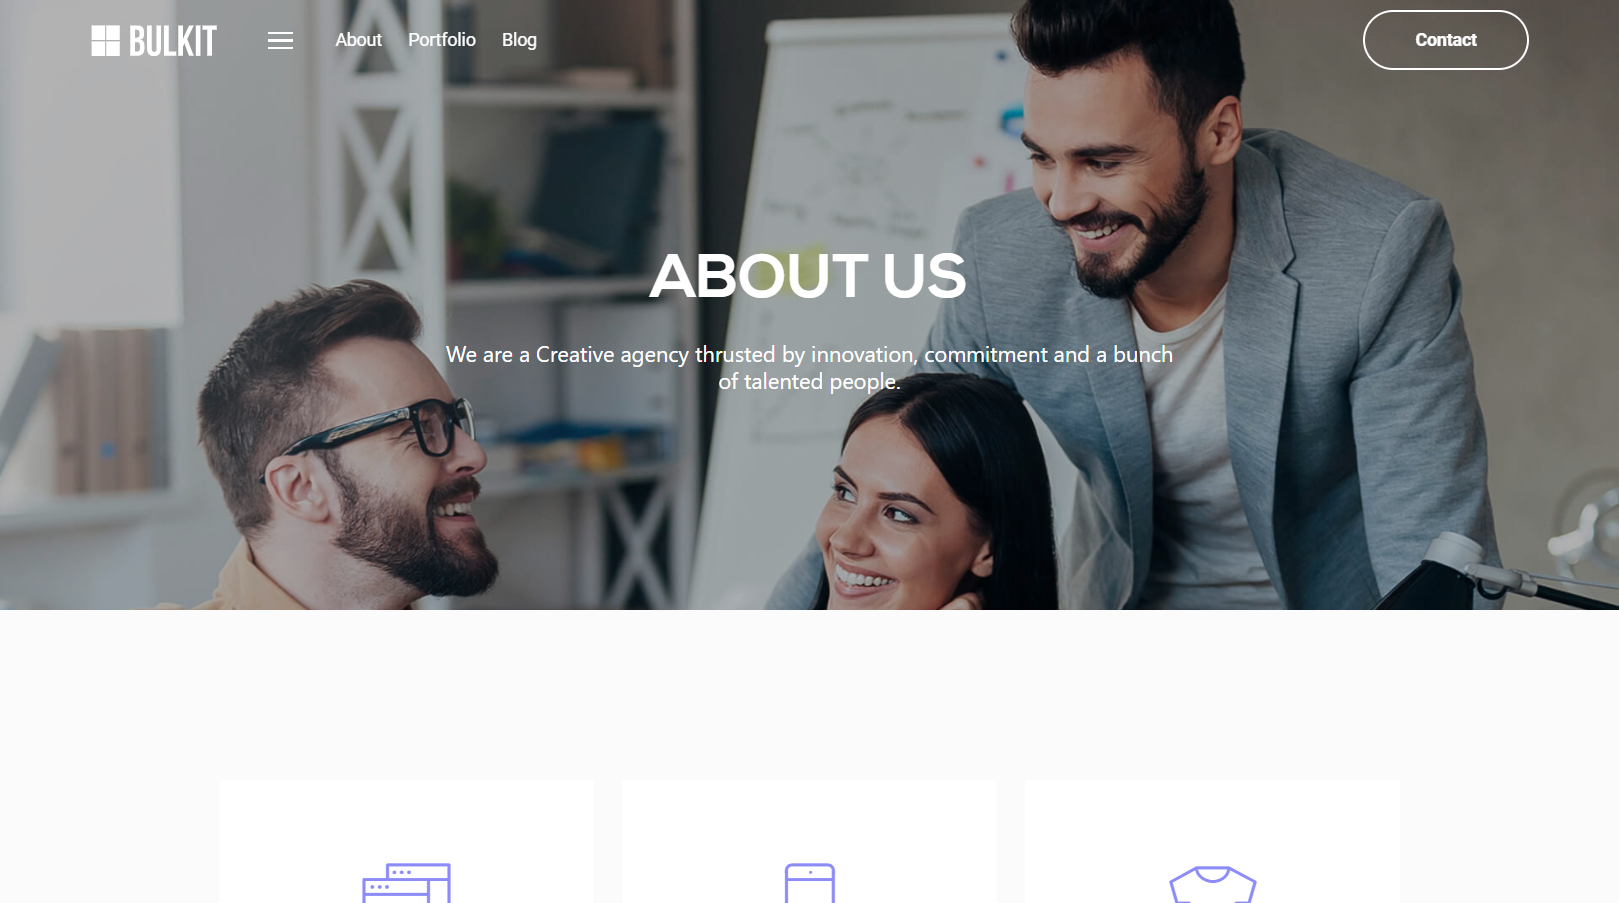 BULKIT
About
Portfolio
Blog
Contact
ABOUT US
We are a Creative agency thrusted by innovation, commitment and a bunch
of talented people.